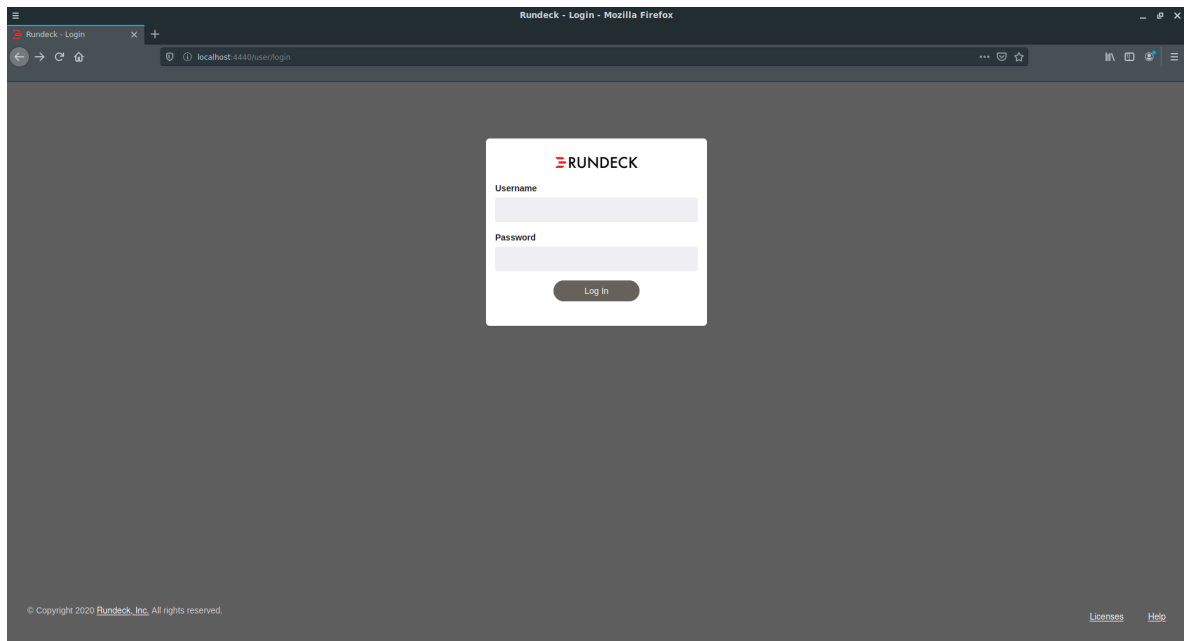 Rundeck - Login - Mozilla Firefox
Rundeck - Login
localhost:4440/user/login
RUNDECK
Username
Password
Log In
© Copyright 2020 Rundeck, Inc. All rights reserved.
Licenses Help